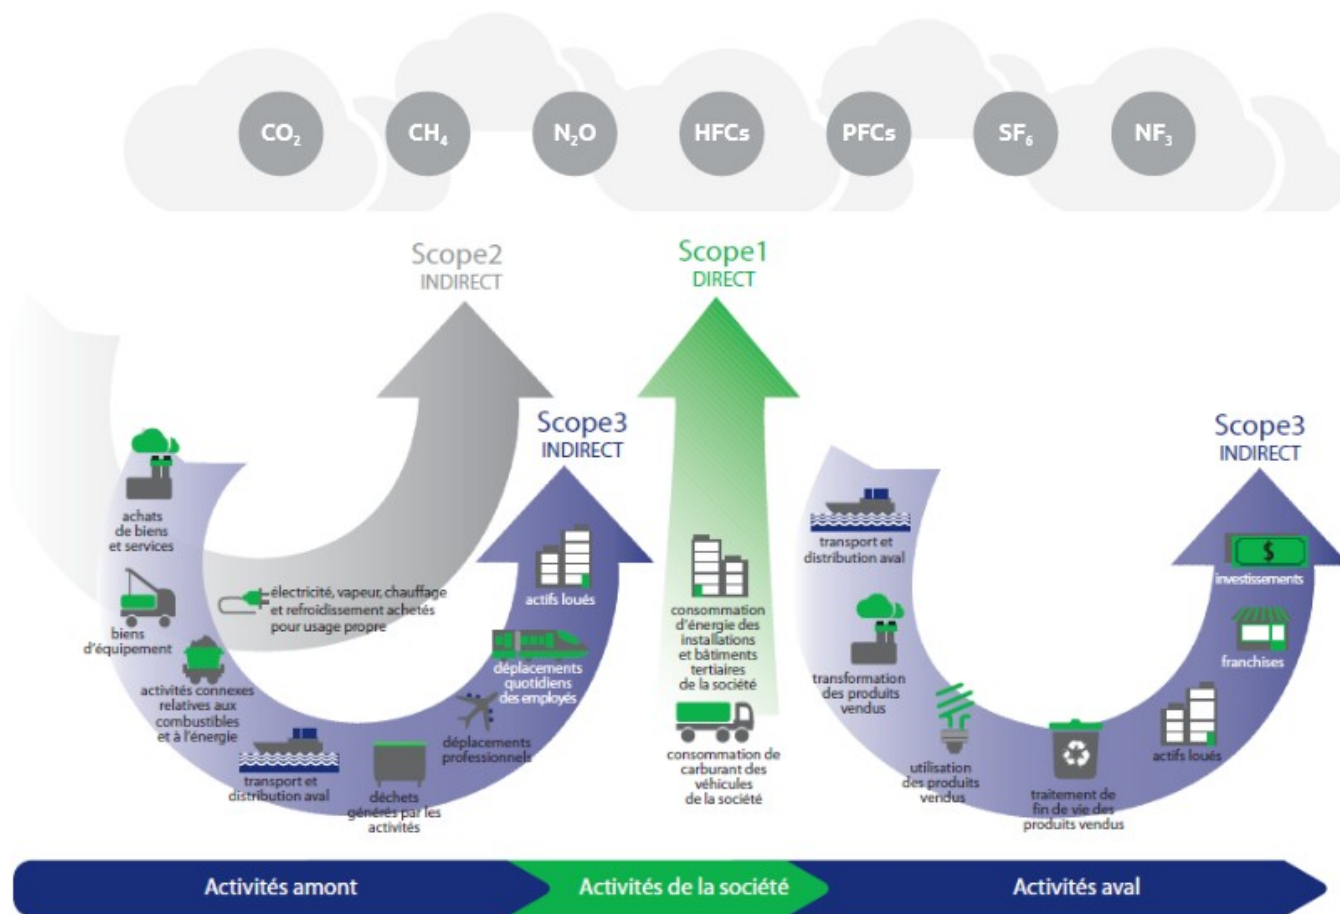 CO₂
CH₄
N₂O
HFCs
PFCs
SF₆
NF₃
Scope2
INDIRECT
Scope1
DIRECT
Scope3
INDIRECT
Scope3
INDIRECT
achats
de biens
et services
biens
d'équipement
électricité, vapeur, chauffage
et refroidissement achetés
pour usage propre
activités connexes
relatives aux
combustibles
et à l'énergie
transport et
distribution aval
déchets
générés par les
activités
déplacements
professionnels
déplacements
quotidiens
des employés
actifs loués
consommation
d'énergie des
installations
et bâtiments
tertiaires
de la société
consommation de
carburant des
véhicules
de la société
transport et
distribution aval
transformation
des produits
vendus
utilisation
des produits
vendus
traitement de
fin de vie des
produits vendus
actifs loués
franchises
$
investissements
Activités amont
Activités de la société
Activités aval